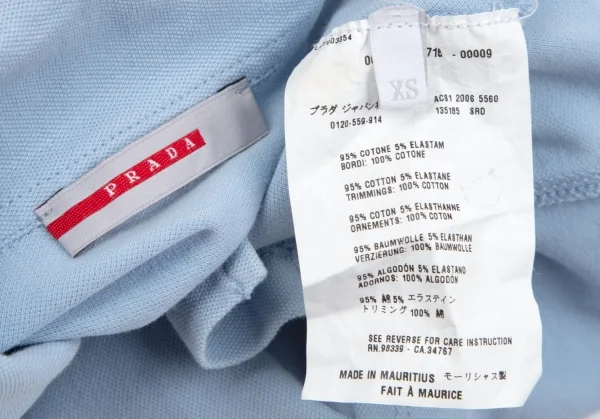 PRADA
XS
718 - 00009
プラダ ジャパン
0120-559-914
AC81 2006 5560
135185 SRD
95% COTONE 5% ELASTAM
BORDI: 100% COTONE
95% COTTON 5% ELASTANE
TRIMMINGS: 100% COTTON
95% COTON 5% ELASTHANNE
ORNEMENTS: 100% COTON
95% BAUMWOLLE 5% ELASTHAN
VERZIERUNG: 100% BAUMWOLLE
95% ALGODÓN 5% ELASTANO
ADORNOS: 100% ALGODÓN
95% 綿 5% エラステイン
トリミング 100% 綿
SEE REVERSE FOR CARE INSTRUCTION
RN.98339 - CA.34767
MADE IN MAURITIUS モーリシャス製
FAIT À MAURICE